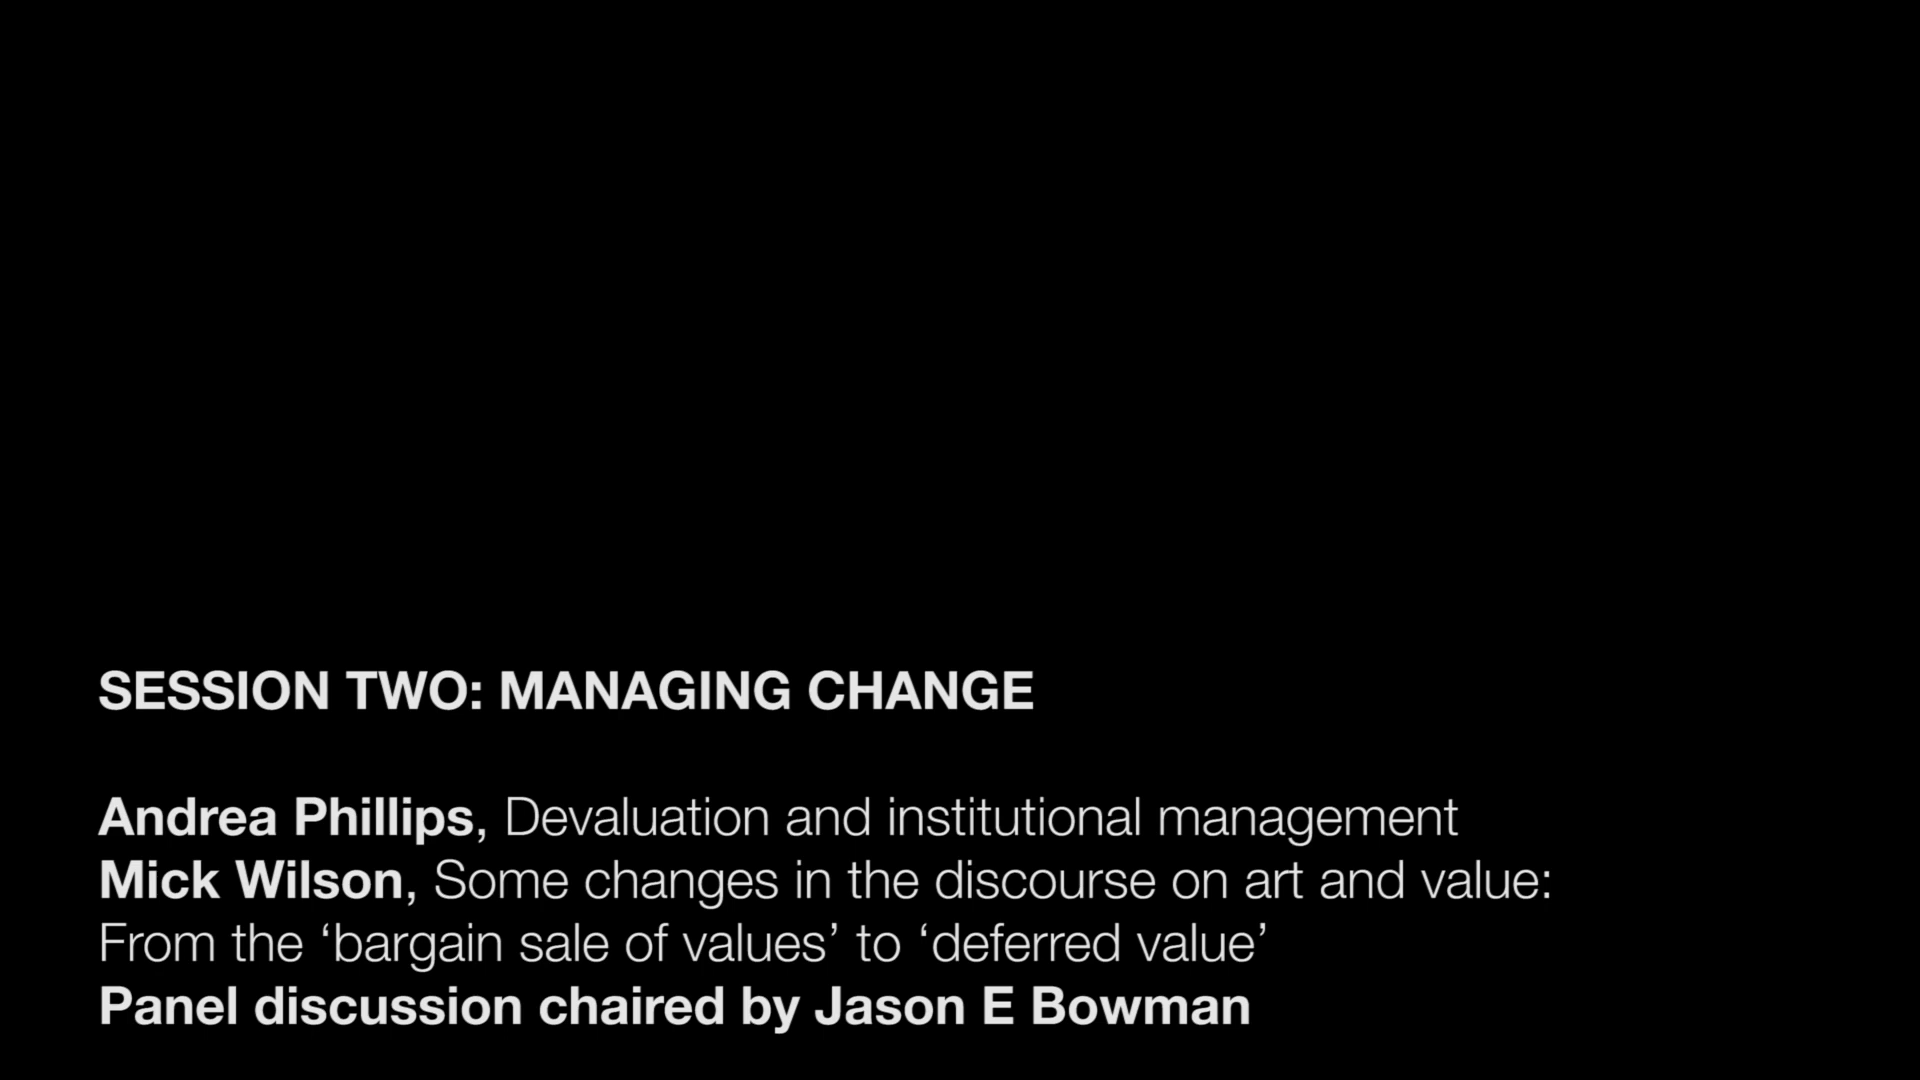 SESSION TWO: MANAGING CHANGE
Andrea Phillips, Devaluation and institutional management
Mick Wilson, Some changes in the discourse on art and value:
From the ‘bargain sale of values’ to ‘deferred value’
Panel discussion chaired by Jason E Bowman